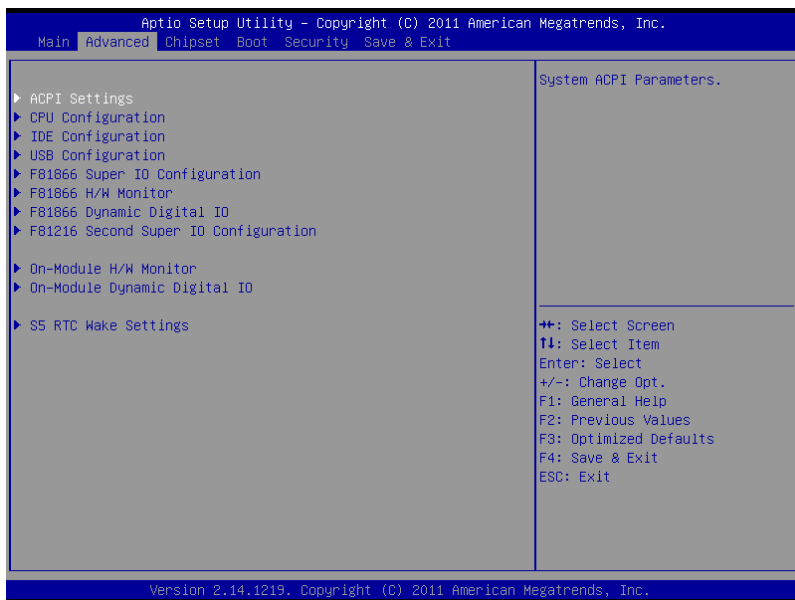 Aptio Setup Utility – Copyright (C) 2011 American Megatrends, Inc.
Main Advanced Chipset Boot Security Save & Exit
ACPI Settings
CPU Configuration
IDE Configuration
USB Configuration
F81866 Super IO Configuration
F81866 H/W Monitor
F81866 Dynamic Digital IO
F81216 Second Super IO Configuration
On-Module H/W Monitor
On-Module Dynamic Digital IO
S5 RTC Wake Settings
System ACPI Parameters.
→←: Select Screen
↑↓: Select Item
Enter: Select
+/-: Change Opt.
F1: General Help
F2: Previous Values
F3: Optimized Defaults
F4: Save & Exit
ESC: Exit
Version 2.14.1219. Copyright (C) 2011 American Megatrends, Inc.